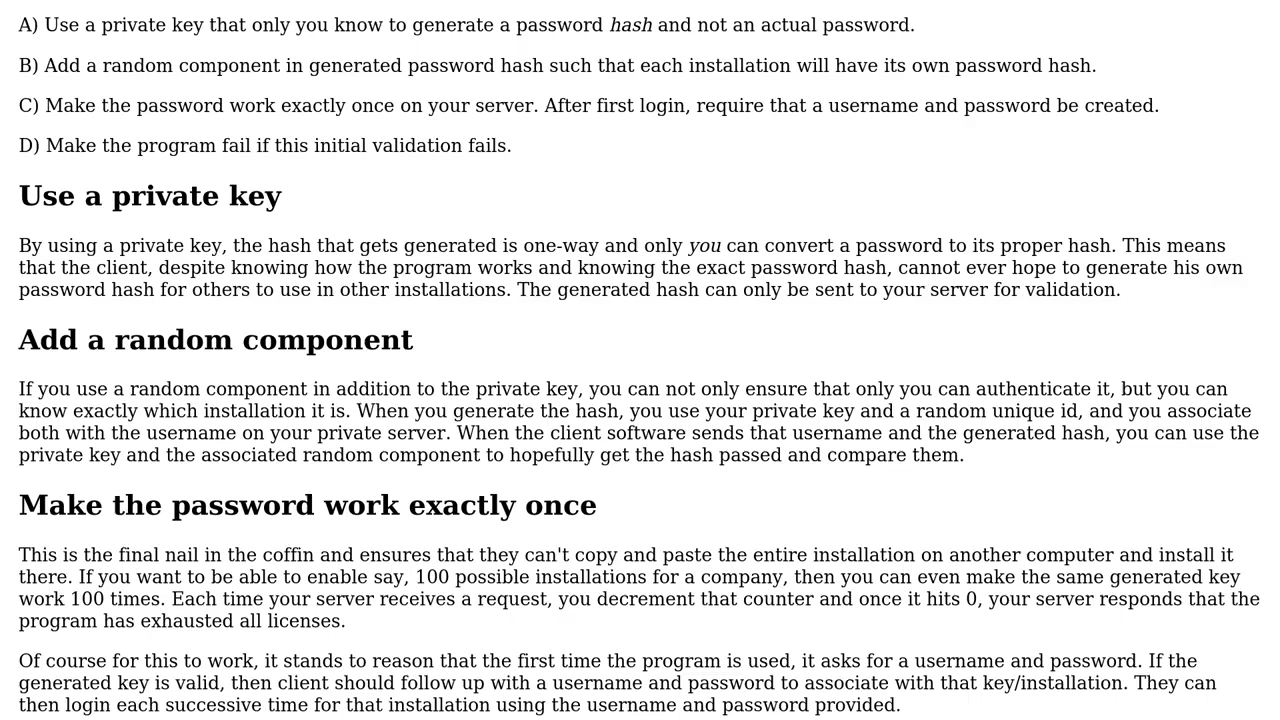 A) Use a private key that only you know to generate a password hash and not an actual password.
B) Add a random component in generated password hash such that each installation will have its own password hash.
C) Make the password work exactly once on your server. After first login, require that a username and password be created.
D) Make the program fail if this initial validation fails.
Use a private key
By using a private key, the hash that gets generated is one-way and only you can convert a password to its proper hash. This means
that the client, despite knowing how the program works and knowing the exact password hash, cannot ever hope to generate his own
password hash for others to use in other installations. The generated hash can only be sent to your server for validation.
Add a random component
If you use a random component in addition to the private key, you can not only ensure that only you can authenticate it, but you can
know exactly which installation it is. When you generate the hash, you use your private key and a random unique id, and you associate
both with the username on your private server. When the client software sends that username and the generated hash, you can use the
private key and the associated random component to hopefully get the hash passed and compare them.
Make the password work exactly once
This is the final nail in the coffin and ensures that they can't copy and paste the entire installation on another computer and install it
there. If you want to be able to enable say, 100 possible installations for a company, then you can even make the same generated key
work 100 times. Each time your server receives a request, you decrement that counter and once it hits 0, your server responds that the
program has exhausted all licenses.
Of course for this to work, it stands to reason that the first time the program is used, it asks for a username and password. If the
generated key is valid, then client should follow up with a username and password to associate with that key/installation. They can
then login each successive time for that installation using the username and password provided.